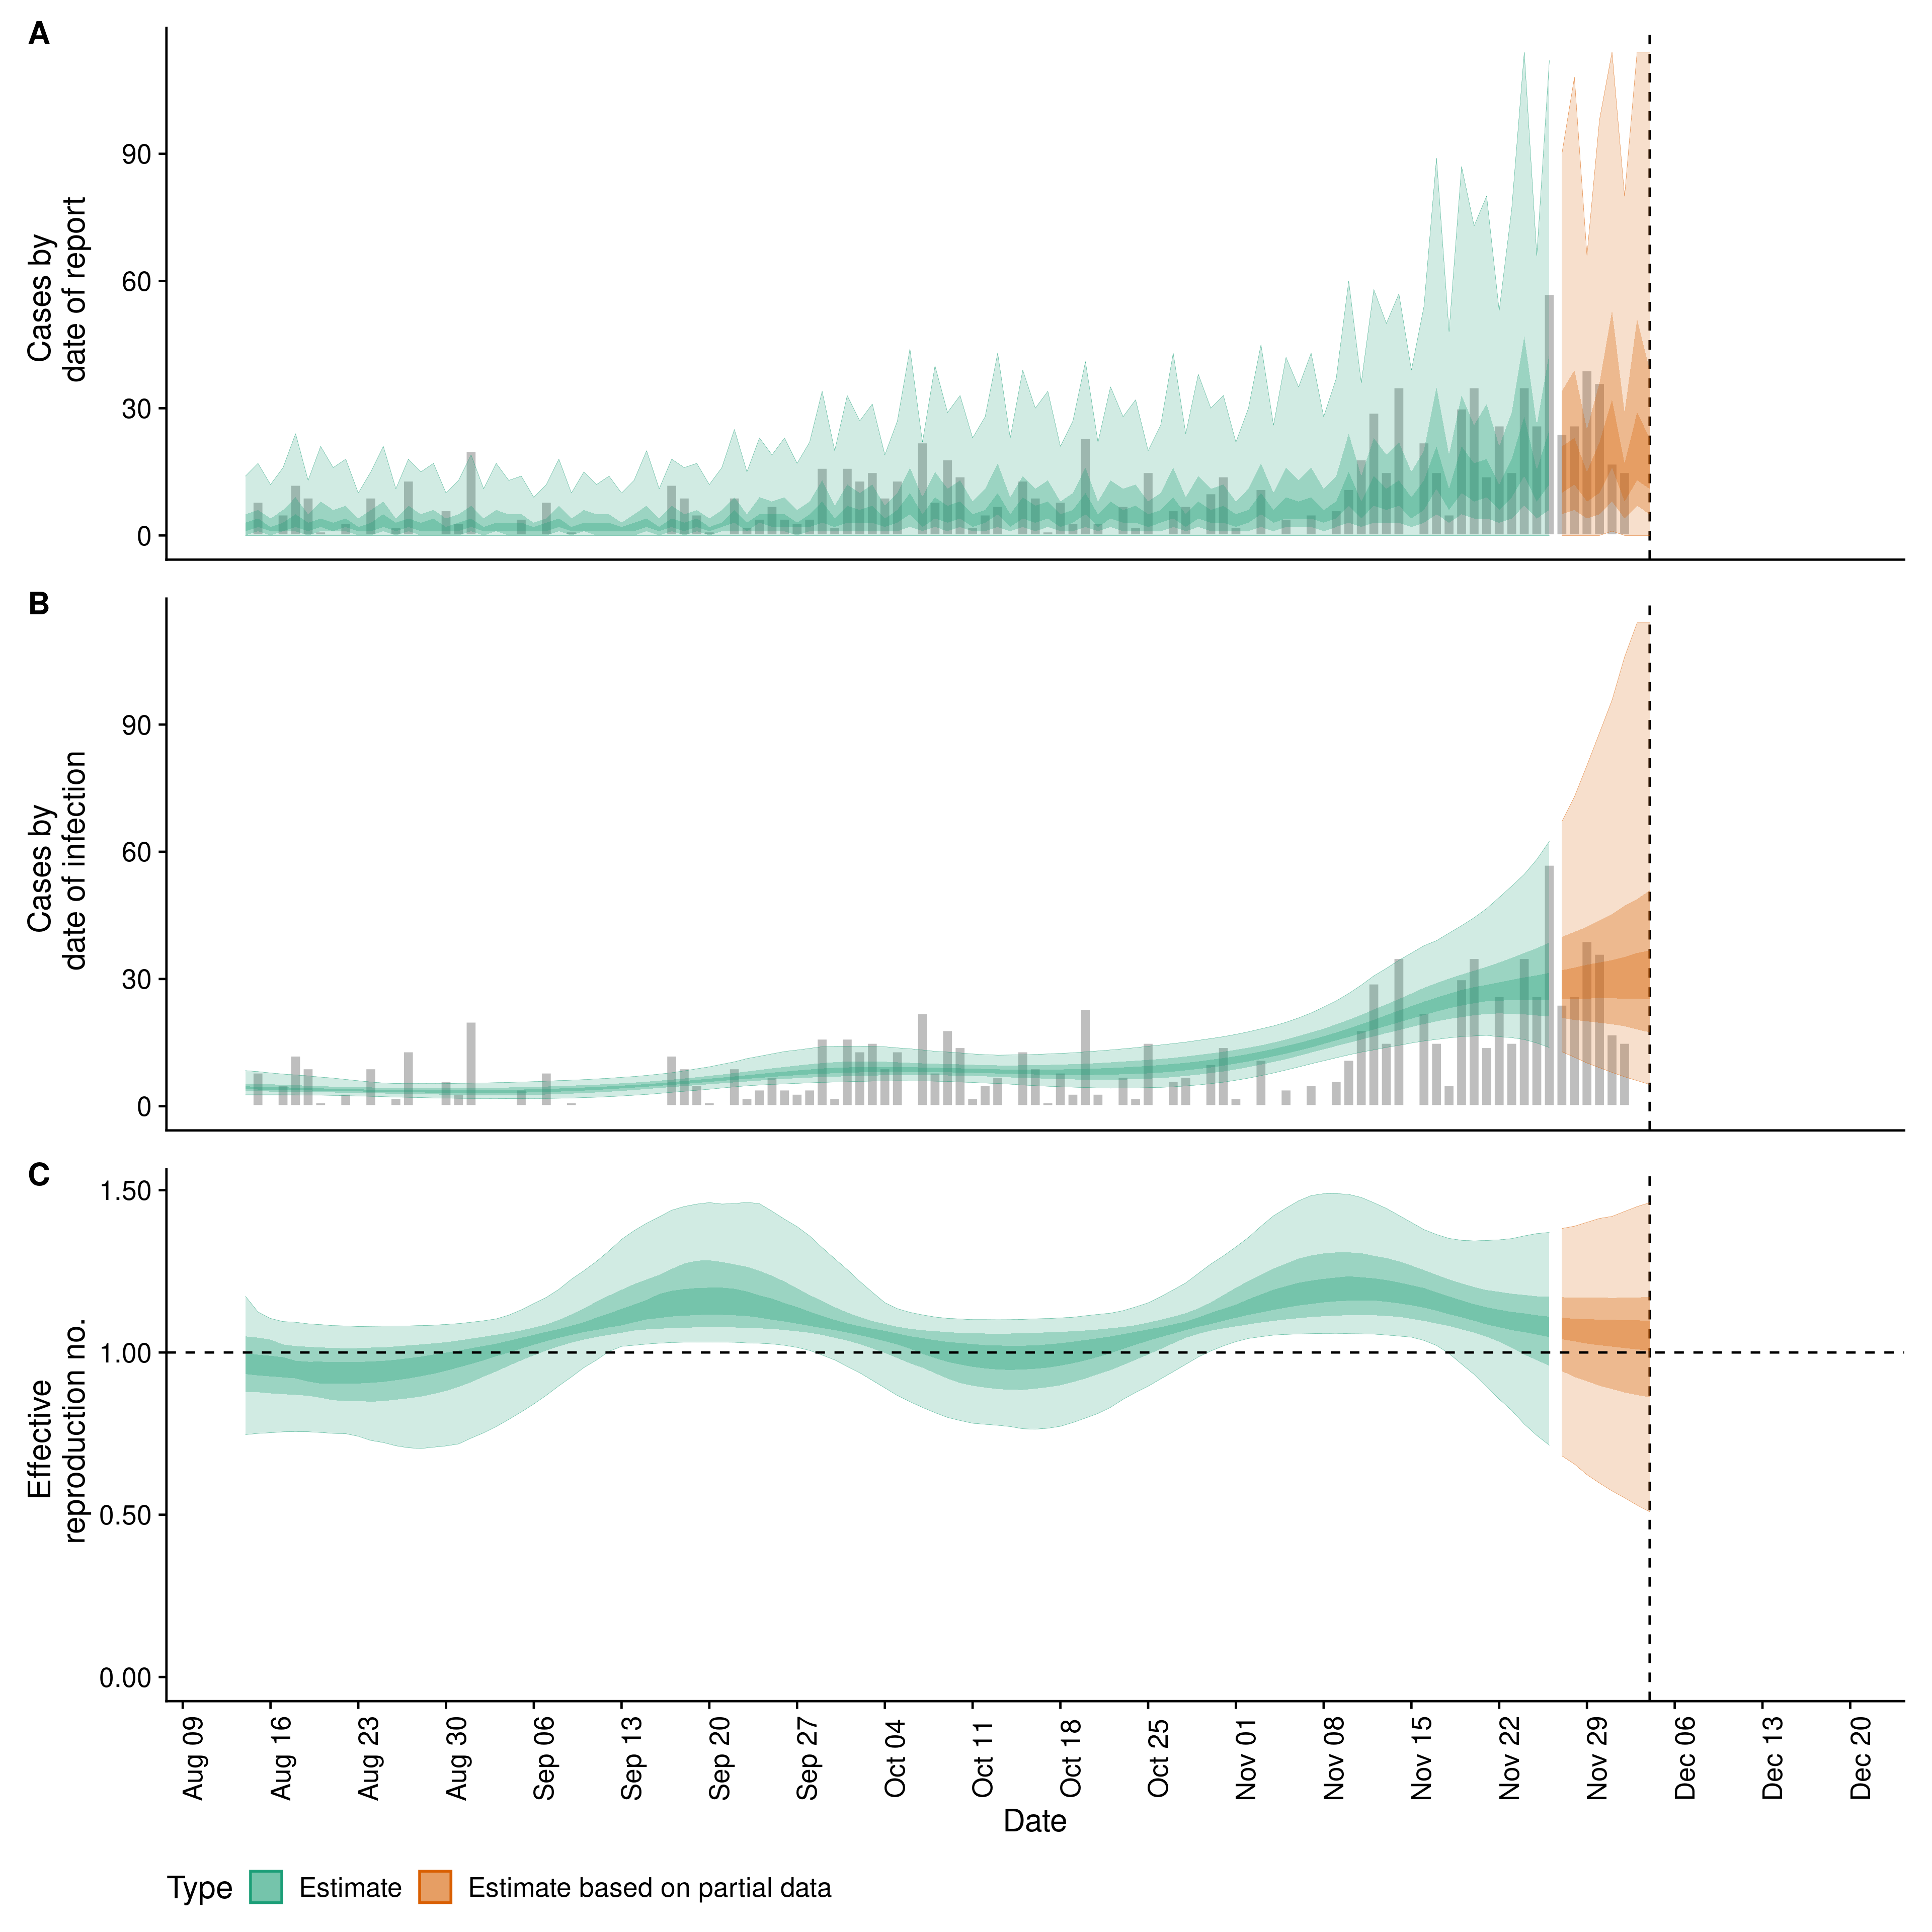 A
Cases by
date of report
90
60
30
0
B
Cases by
date of infection
90
60
30
0
C
Effective
reproduction no.
1.50
1.00
0.50
0.00
Aug 09
Aug 16
Aug 23
Aug 30
Sep 06
Sep 13
Sep 20
Sep 27
Oct 04
Oct 11
Oct 18
Oct 25
Nov 01
Nov 08
Nov 15
Nov 22
Nov 29
Dec 06
Dec 13
Dec 20
Date
Type Estimate Estimate based on partial data